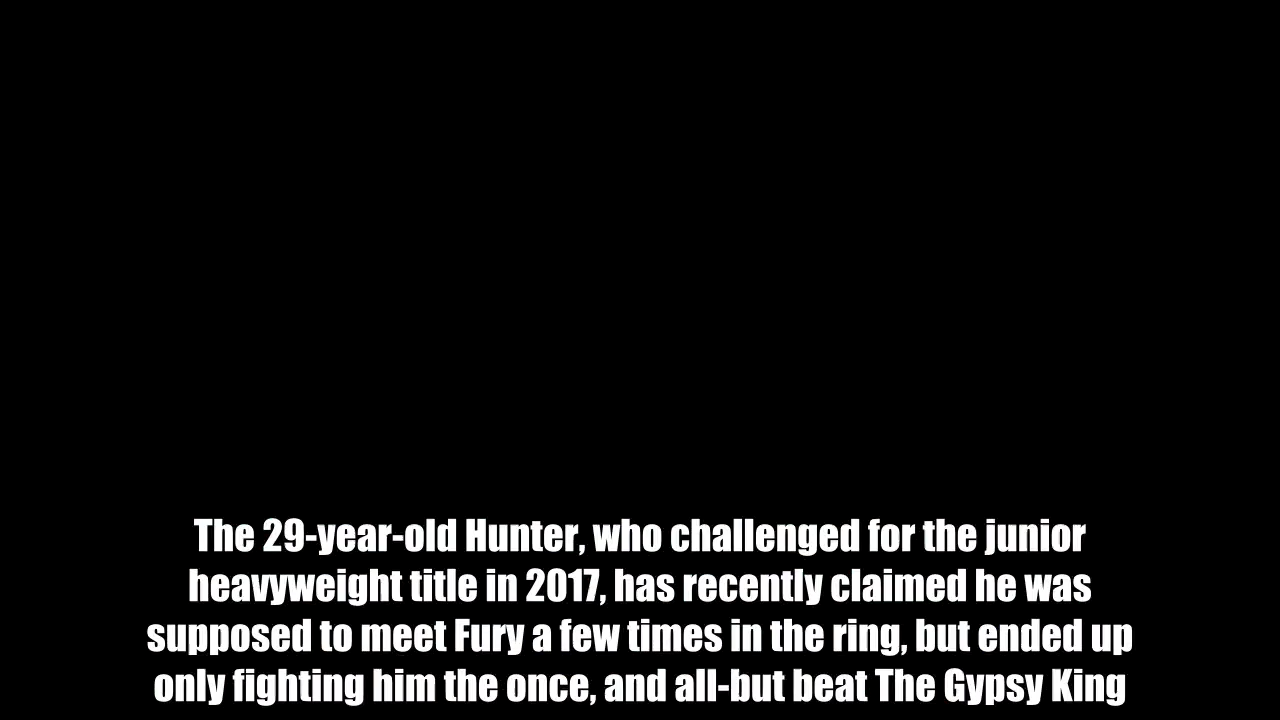 The 29-year-old Hunter, who challenged for the junior
heavyweight title in 2017, has recently claimed he was
supposed to meet Fury a few times in the ring, but ended up
only fighting him the once, and all-but beat The Gypsy King